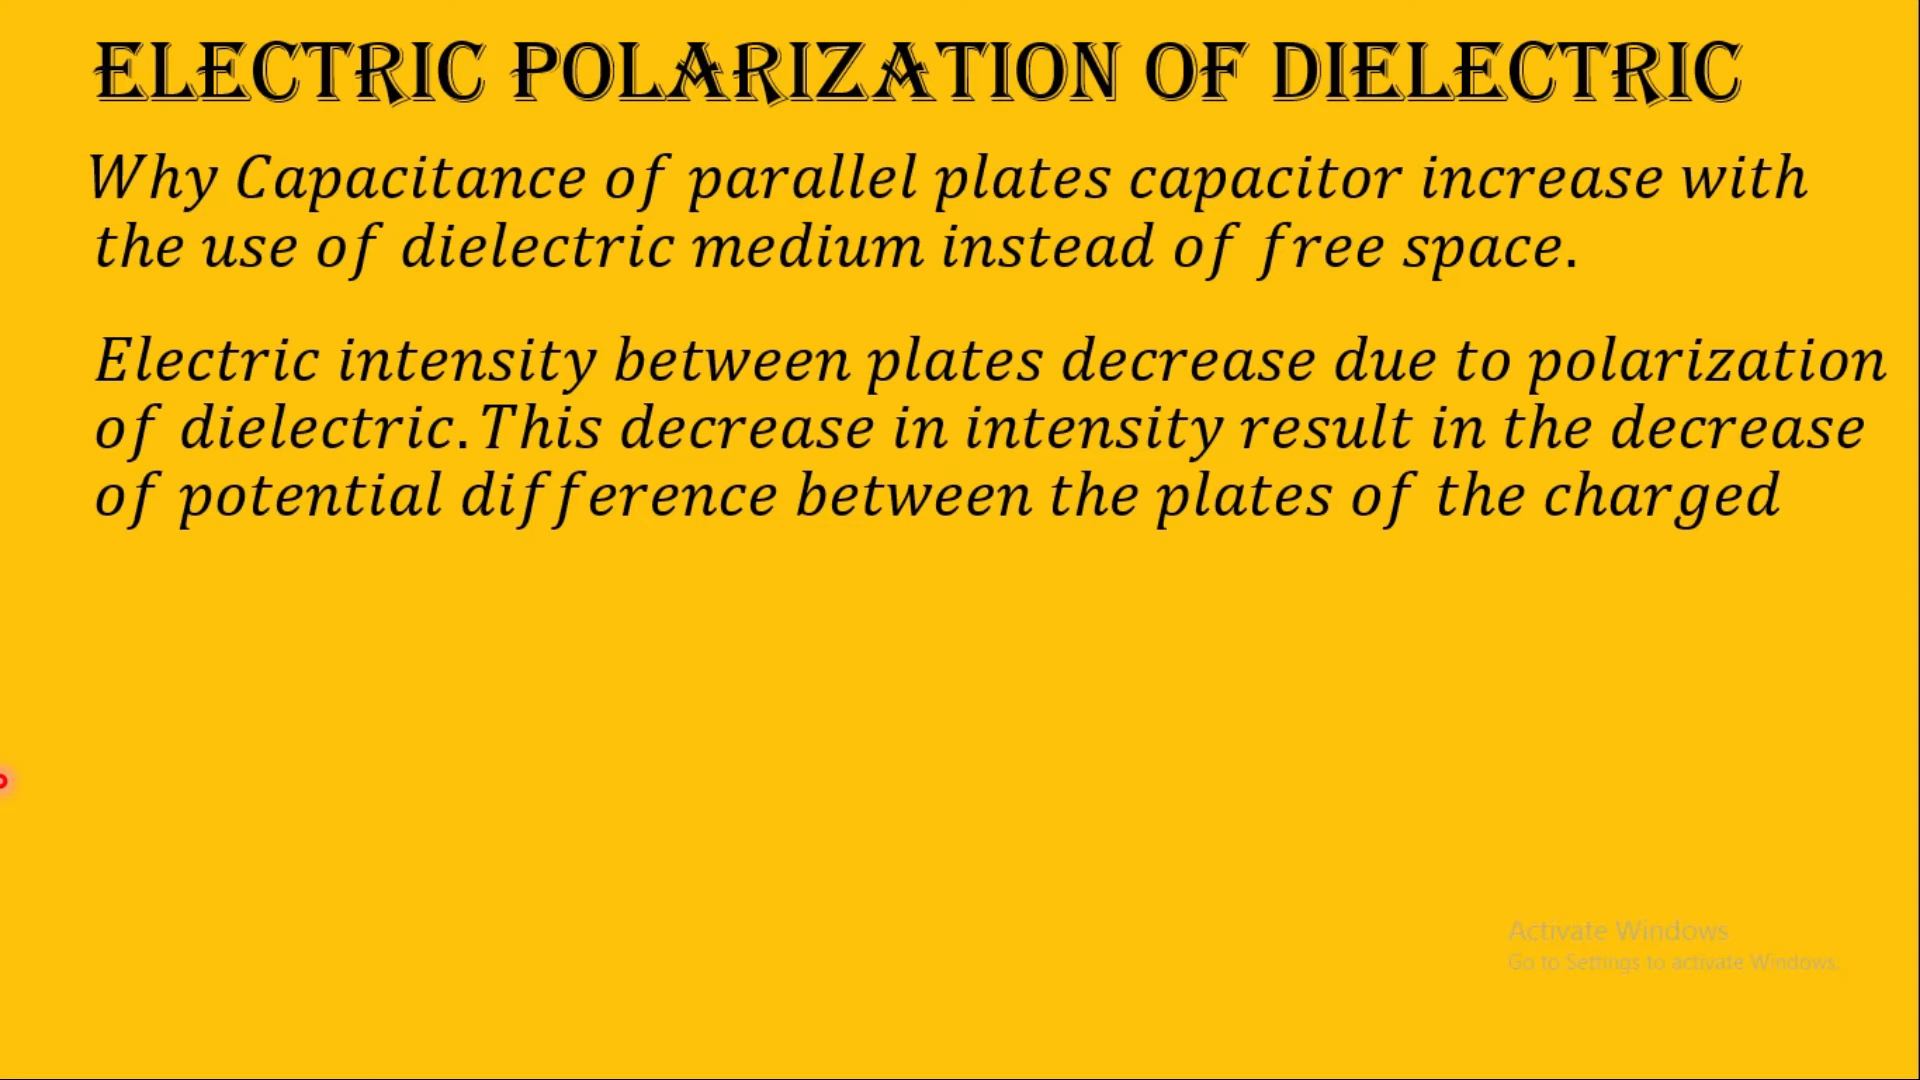 ELECTRIC POLARIZATION OF DIELECTRIC
Why Capacitance of parallel plates capacitor increase with
the use of dielectric medium instead of free space.
Electric intensity between plates decrease due to polarization
of dielectric. This decrease in intensity result in the decrease
of potential difference between the plates of the charged
Activate Windows
Go to Settings to activate Windows.